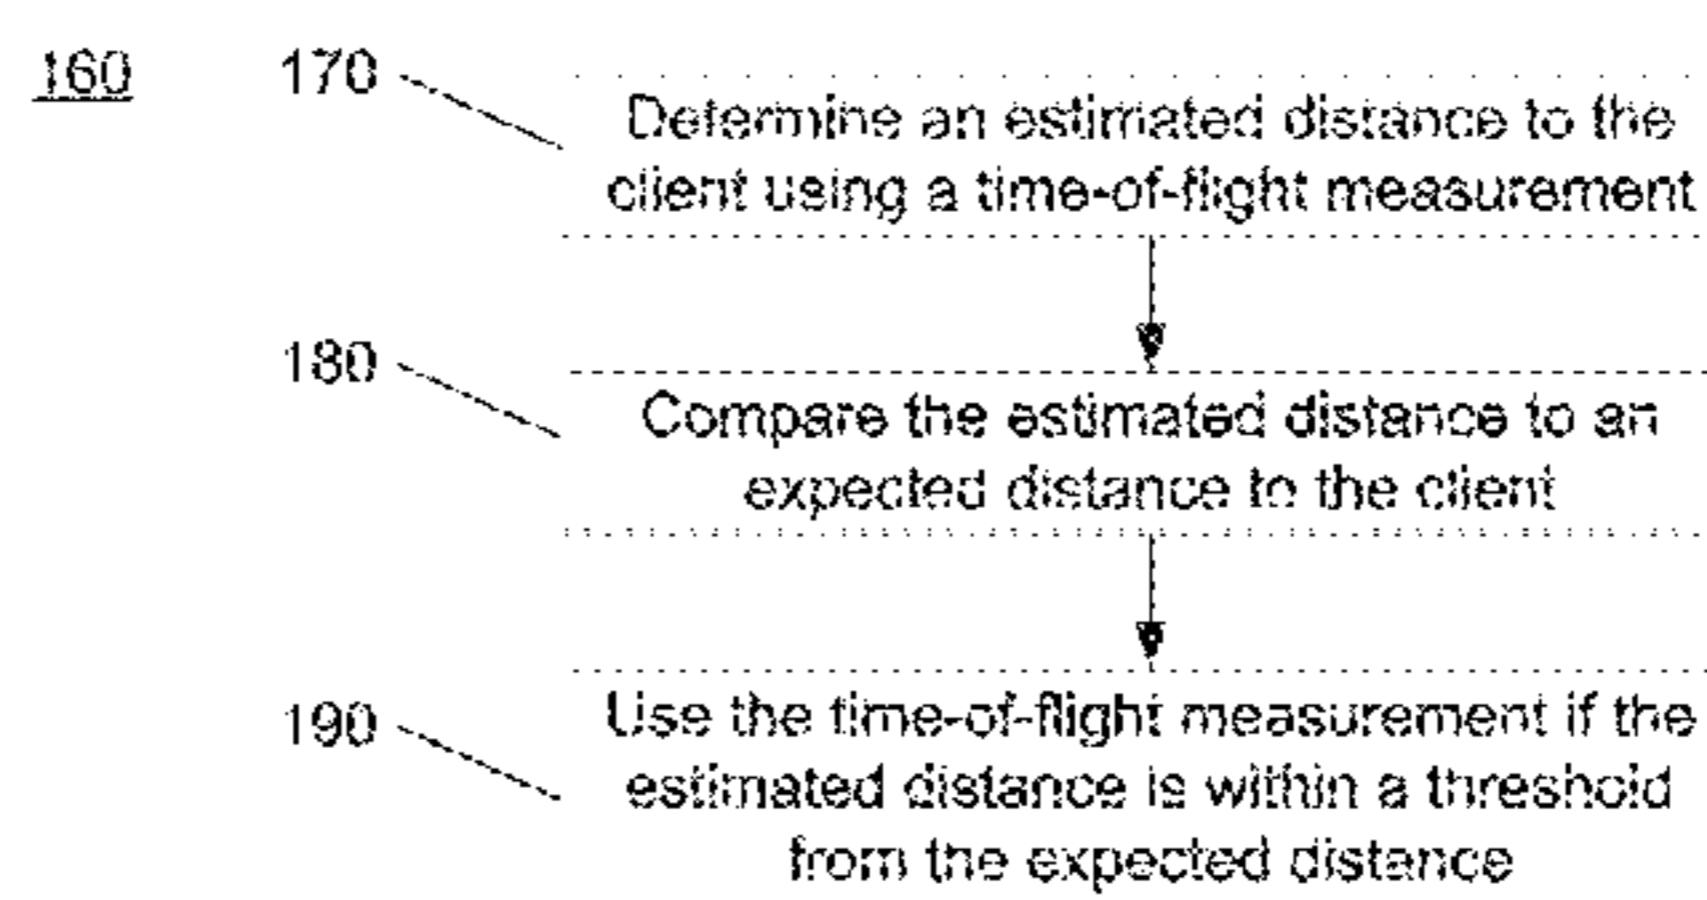 160
170
Determine an estimated distance to the
client using a time-of-flight measurement
180
Compare the estimated distance to an
expected distance to the client
190
Use the time-of-flight measurement if the
estimated distance is within a threshold
from the expected distance